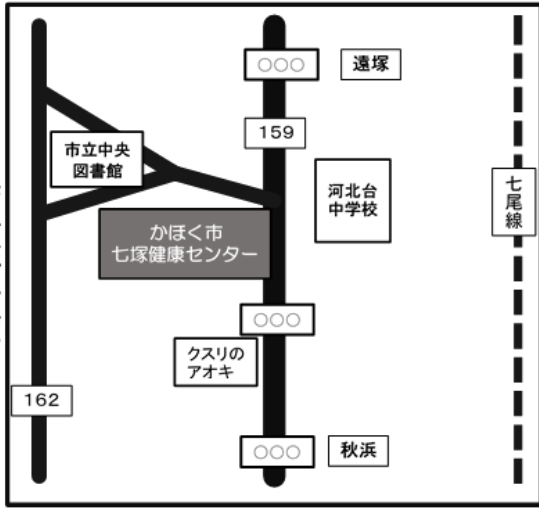 ○○○
遠塚
159
市立中央
図書館
河北台
中学校
七尾線
かほく市
七塚健康センター
○○○
クスリの
アオキ
162
○○○
秋浜